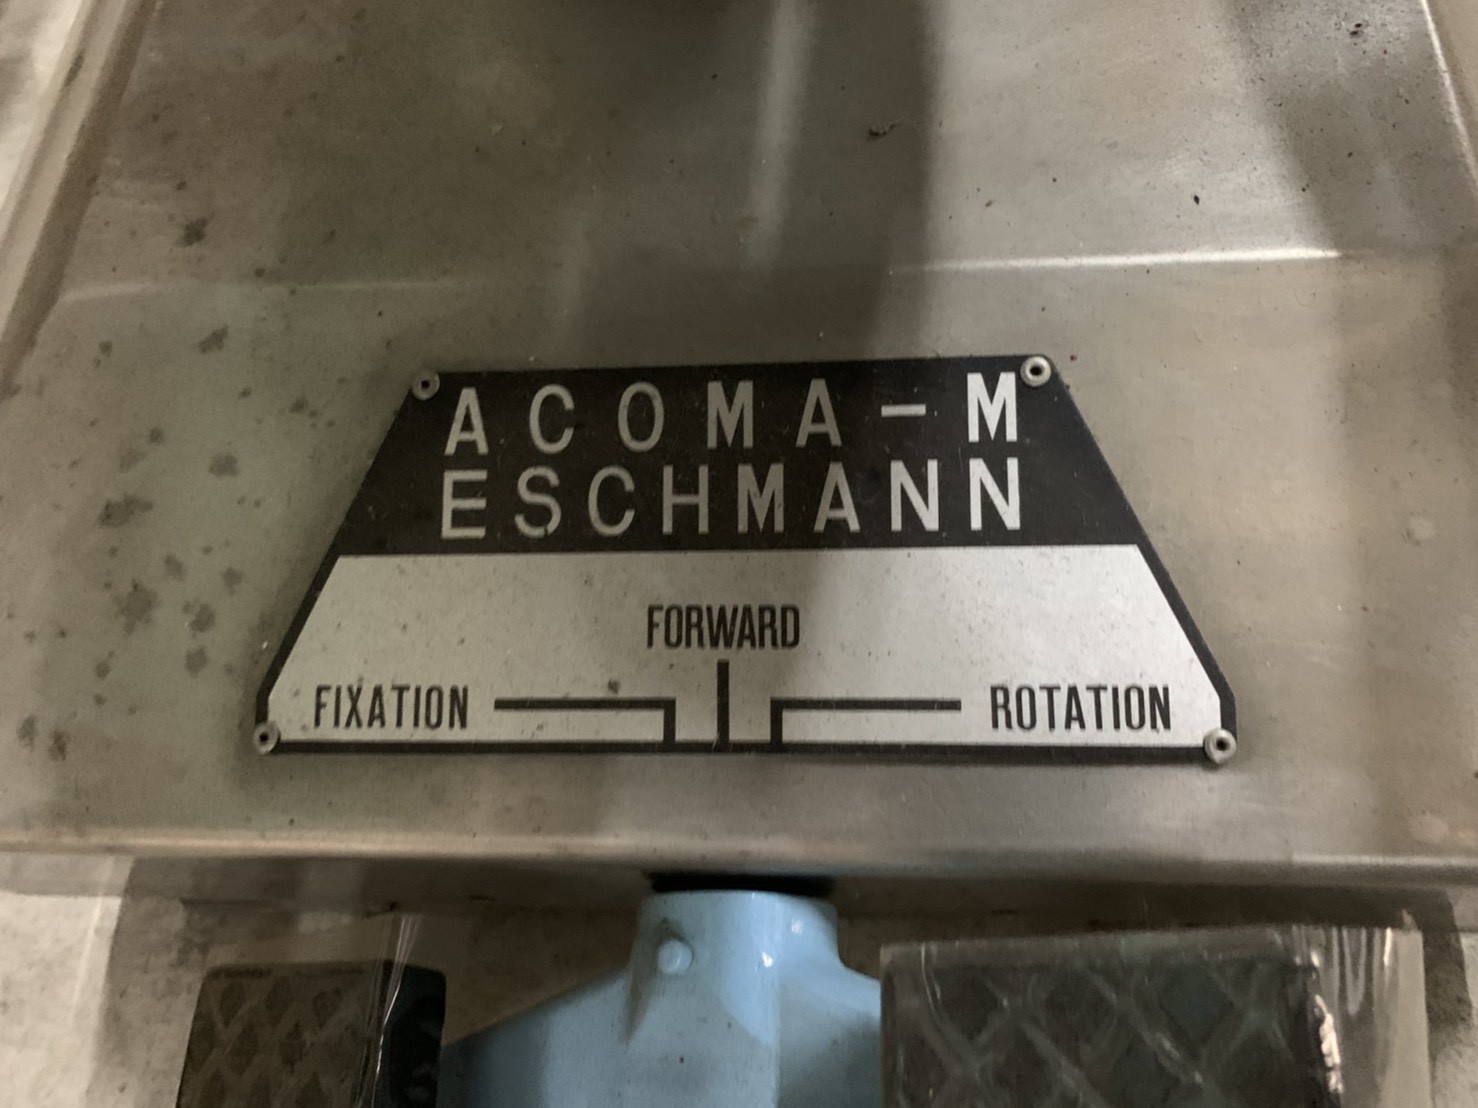 ACOMA-M
ESCHMANN
FORWARD
FIXATION
ROTATION